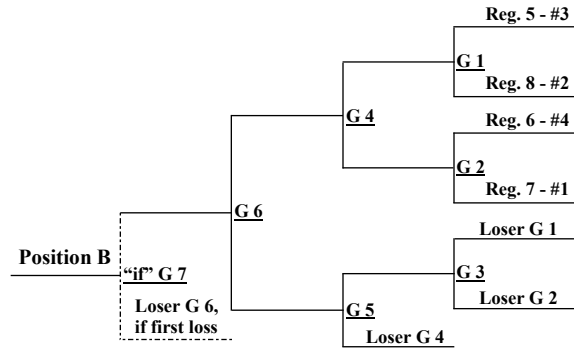 Reg. 5 - #3
G 1
Reg. 8 - #2
G 4
Reg. 6 - #4
G 2
Reg. 7 - #1
G 6
Loser G 1
Position B
"if" G 7
G 3
Loser G 6,
if first loss
Loser G 2
G 5
Loser G 4